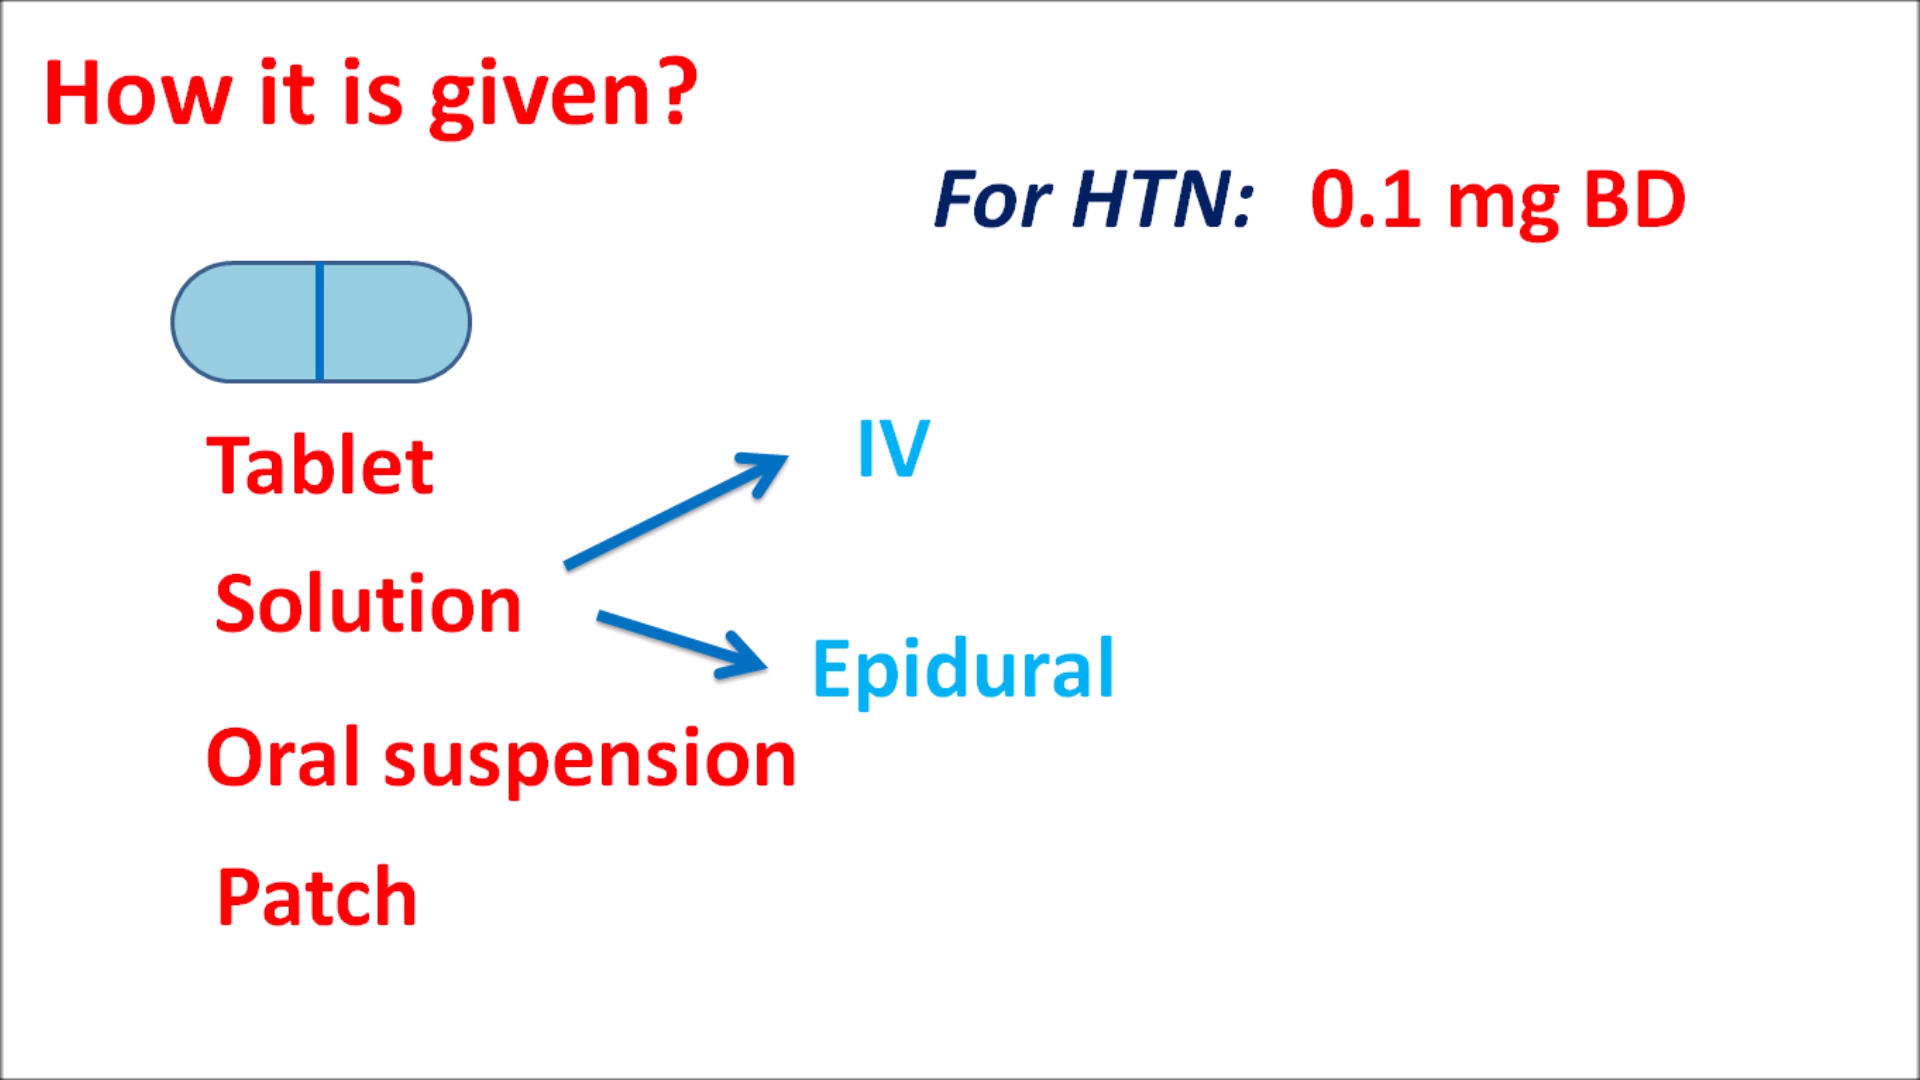 How it is given?
For HTN: 0.1 mg BD
Tablet
IV
Solution
Epidural
Oral suspension
Patch